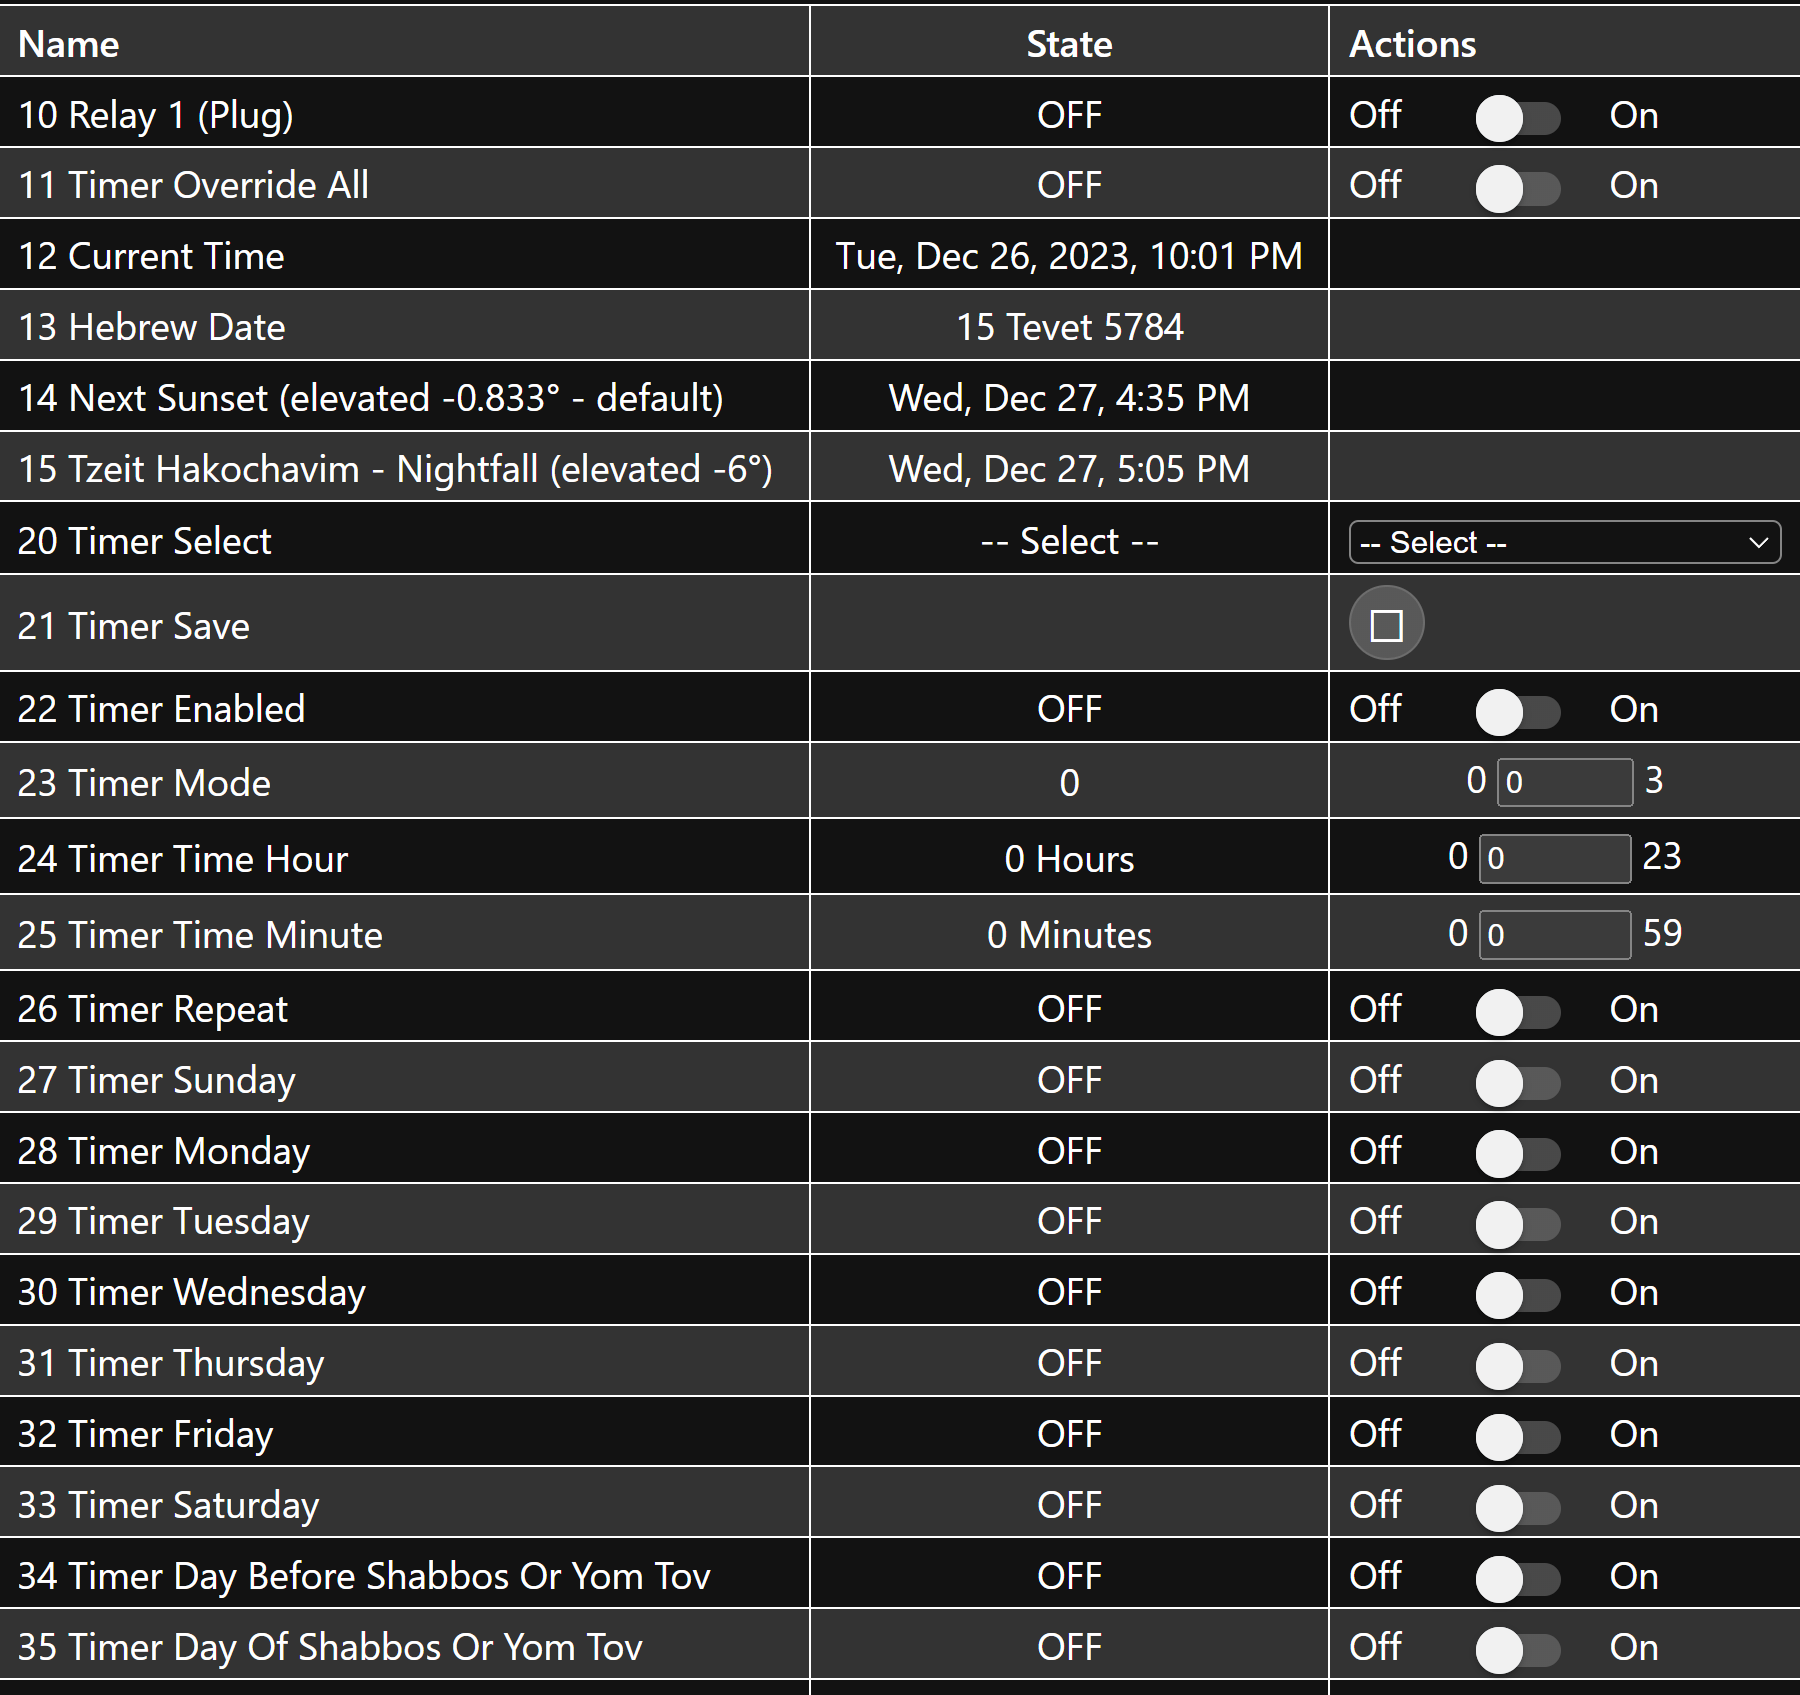 Name State Actions
10 Relay 1 (Plug) OFF Off On
11 Timer Override All OFF Off On
12 Current Time Tue, Dec 26, 2023, 10:01 PM
13 Hebrew Date 15 Tevet 5784
14 Next Sunset (elevated -0.833° - default) Wed, Dec 27, 4:35 PM
15 Tzeit Hakochavim - Nightfall (elevated -6°) Wed, Dec 27, 5:05 PM
20 Timer Select -- Select -- -- Select --
21 Timer Save
22 Timer Enabled OFF Off On
23 Timer Mode 0 0 0 3
24 Timer Time Hour 0 Hours 0 0 23
25 Timer Time Minute 0 Minutes 0 0 59
26 Timer Repeat OFF Off On
27 Timer Sunday OFF Off On
28 Timer Monday OFF Off On
29 Timer Tuesday OFF Off On
30 Timer Wednesday OFF Off On
31 Timer Thursday OFF Off On
32 Timer Friday OFF Off On
33 Timer Saturday OFF Off On
34 Timer Day Before Shabbos Or Yom Tov OFF Off On
35 Timer Day Of Shabbos Or Yom Tov OFF Off On